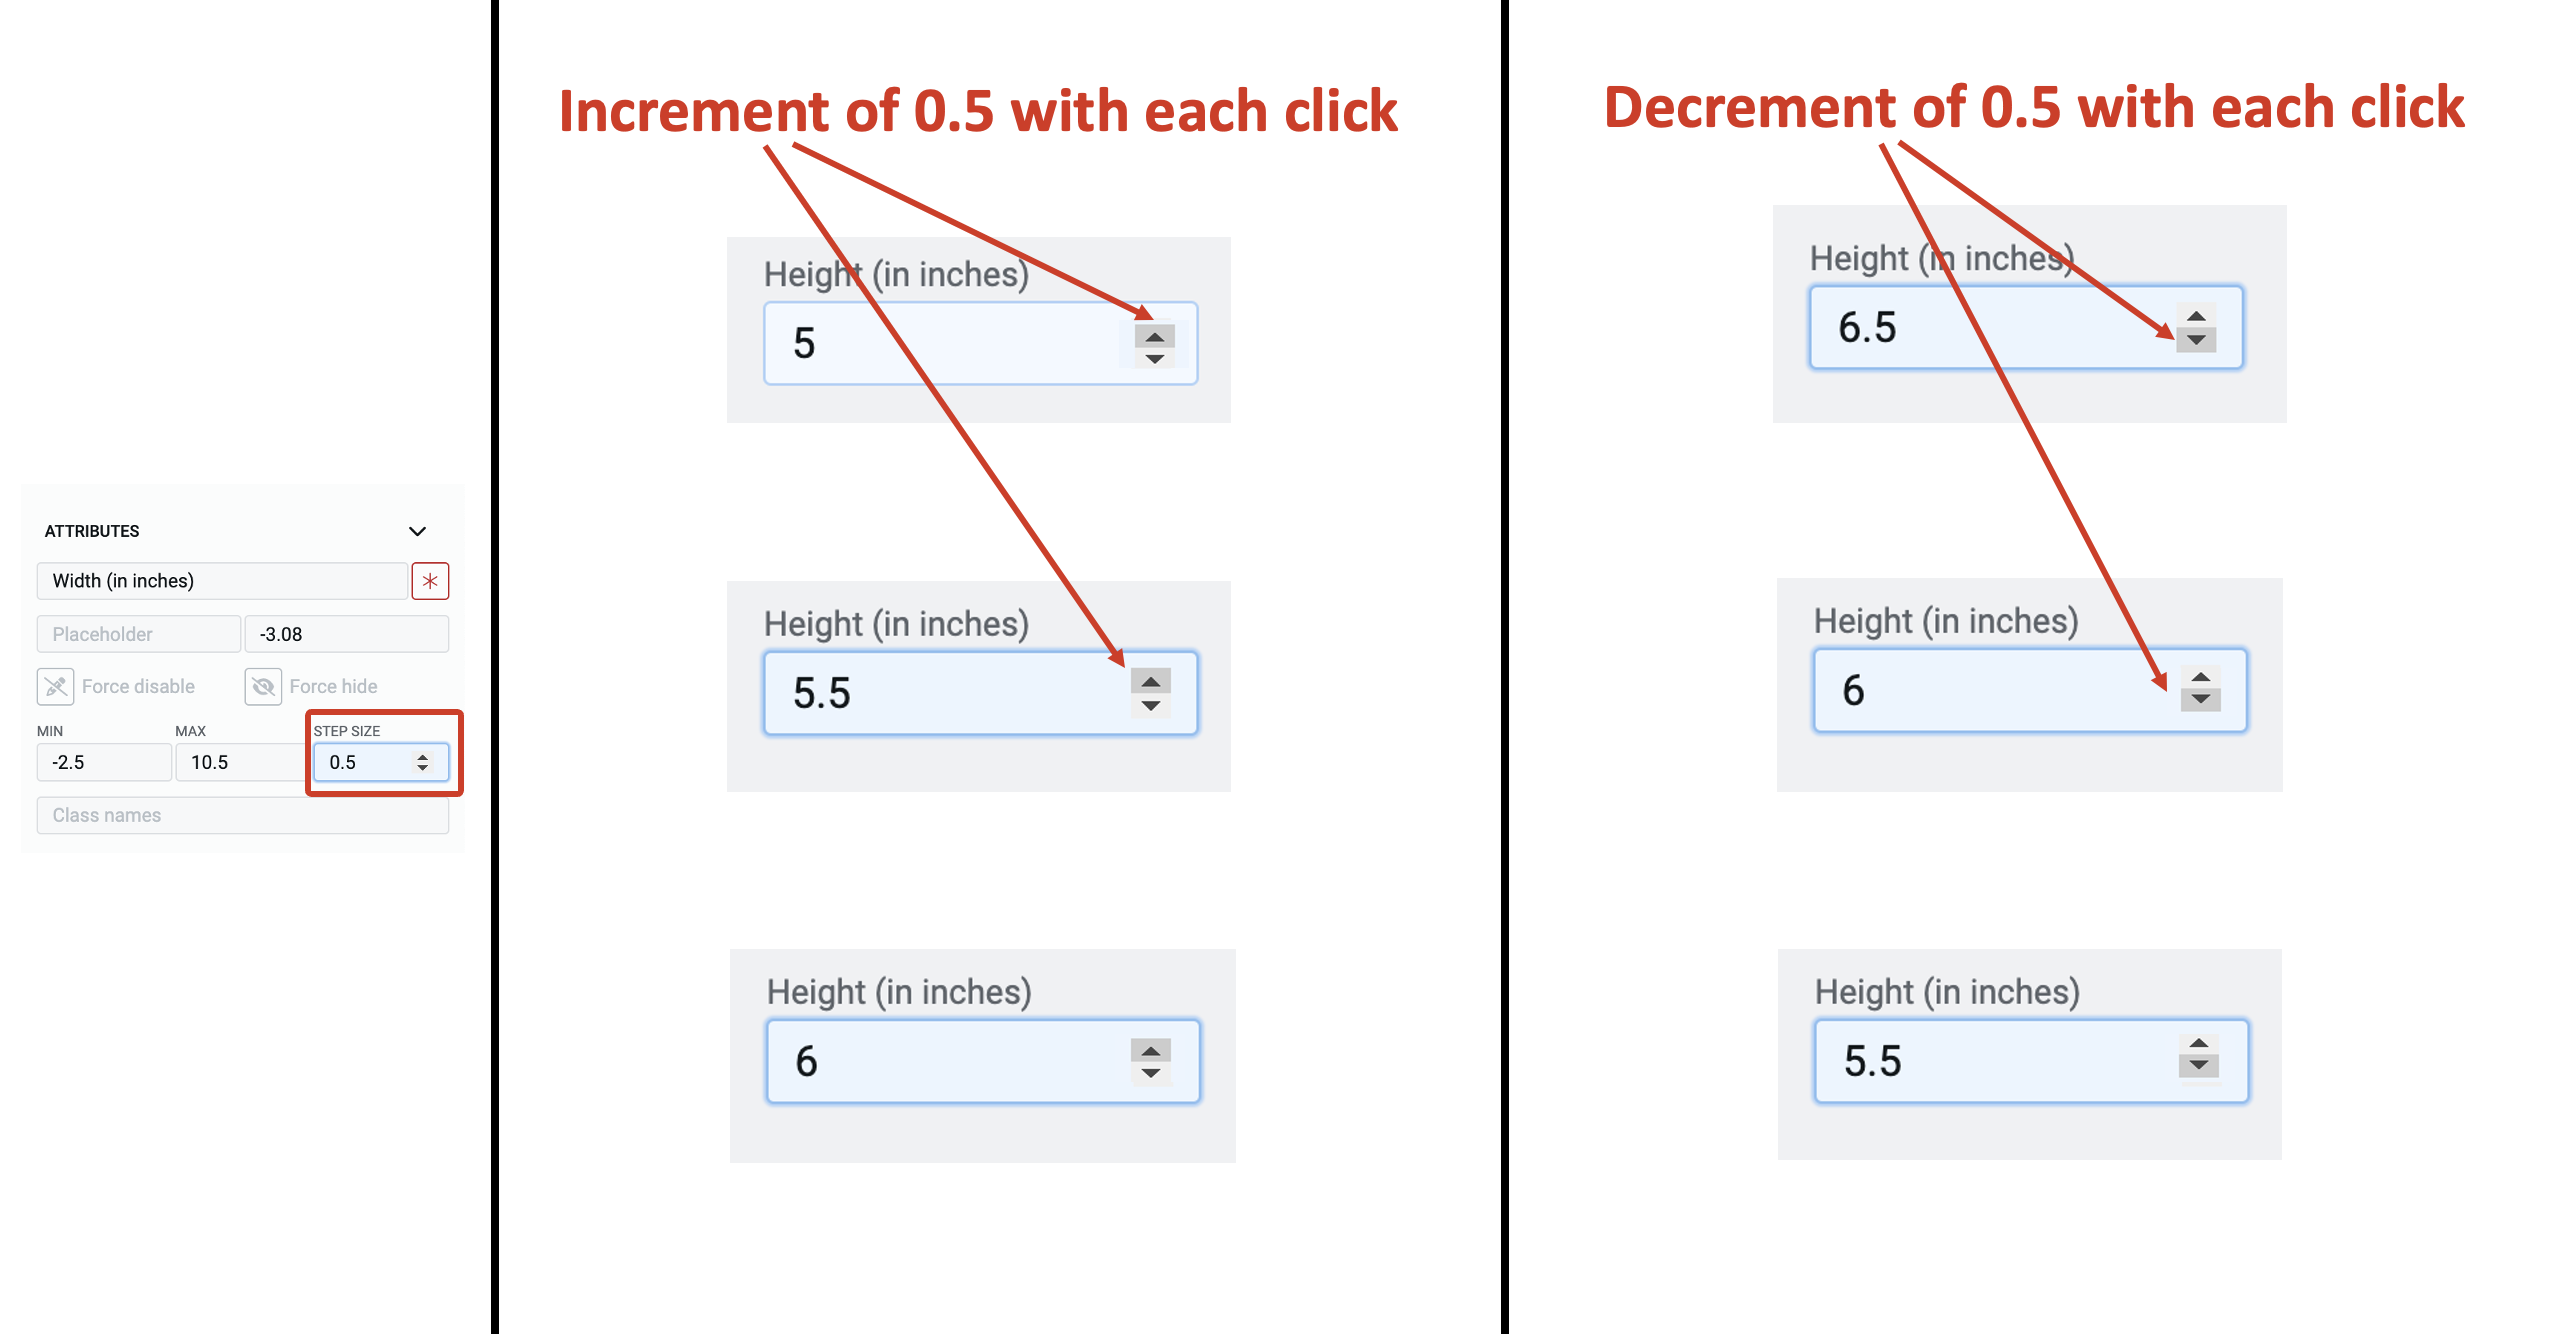 ATTRIBUTES
Width (in inches)
Placeholder -3.08
Force disable Force hide
MIN MAX STEP SIZE
-2.5 10.5 0.5
Class names
Increment of 0.5 with each click
Height (in inches)
5
Height (in inches)
5.5
Height (in inches)
6
Decrement of 0.5 with each click
Height (in inches)
6.5
Height (in inches)
6
Height (in inches)
5.5